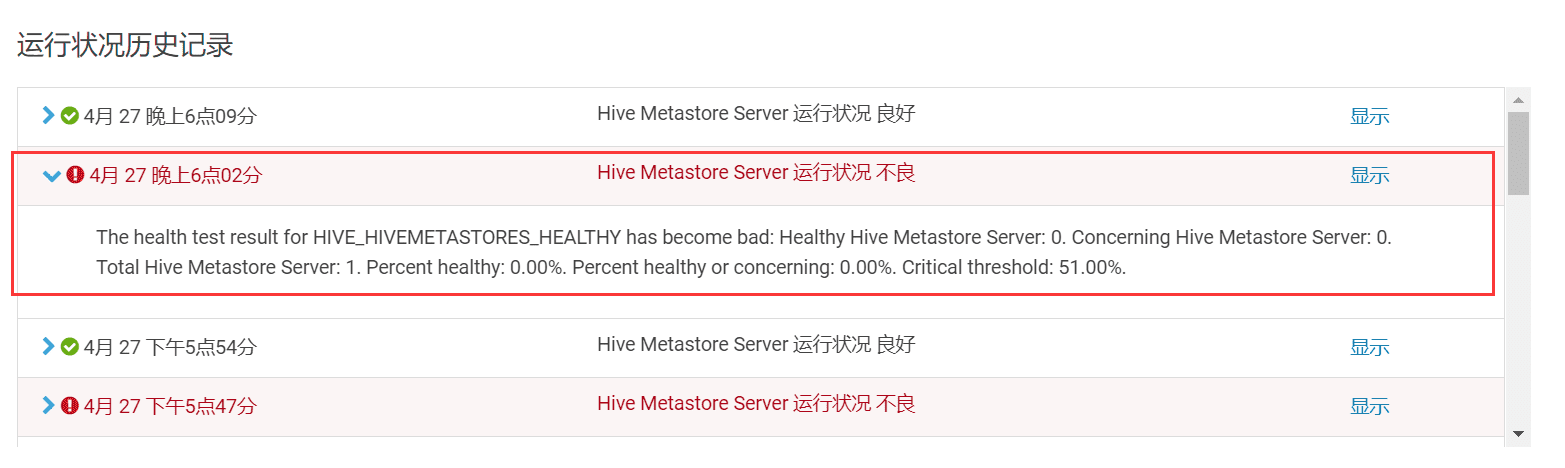 运行状况历史记录
4月 27 晚上6点09分 Hive Metastore Server 运行状况 良好 显示
4月 27 晚上6点02分 Hive Metastore Server 运行状况 不良 显示
The health test result for HIVE_HIVEMETASTORES_HEALTHY has become bad: Healthy Hive Metastore Server: 0. Concerning Hive Metastore Server: 0.
Total Hive Metastore Server: 1. Percent healthy: 0.00%. Percent healthy or concerning: 0.00%. Critical threshold: 51.00%.
4月 27 下午5点54分 Hive Metastore Server 运行状况 良好 显示
4月 27 下午5点47分 Hive Metastore Server 运行状况 不良 显示